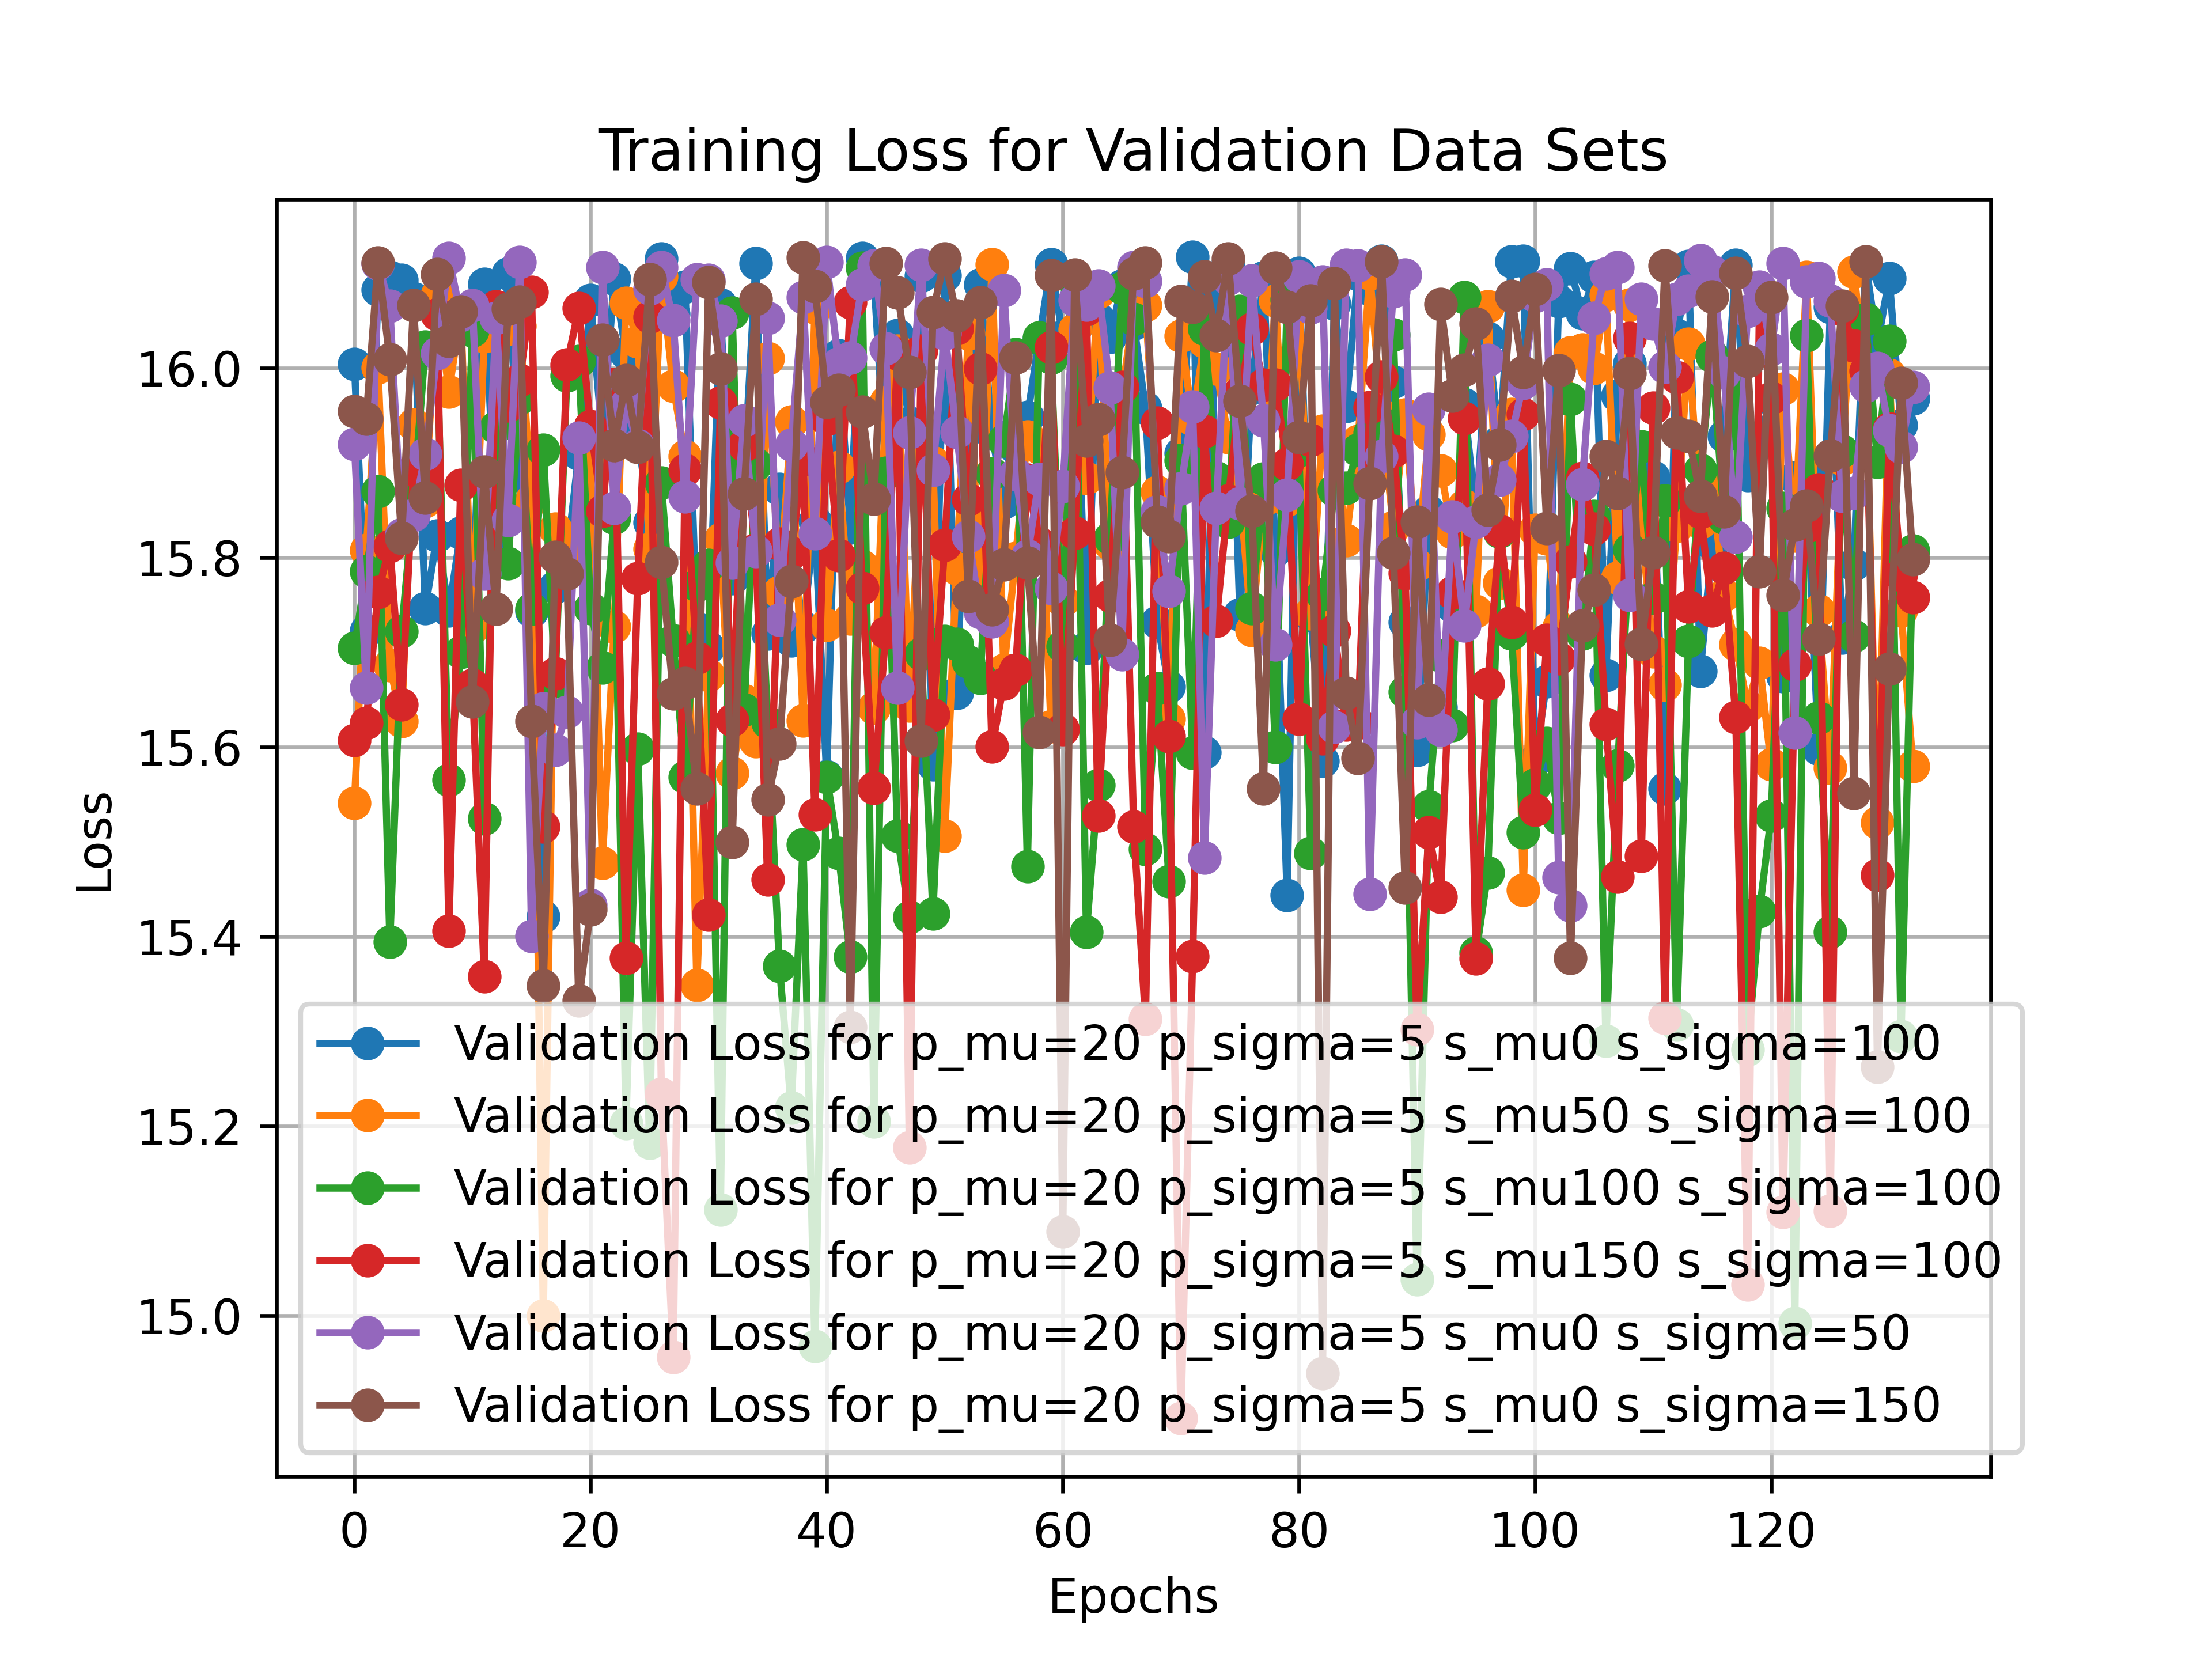 Training Loss for Validation Data Sets
Loss
16.0
15.8
15.6
15.4
15.2
15.0
Validation Loss for p_mu=20 p_sigma=5 s_mu0 s_sigma=100
Validation Loss for p_mu=20 p_sigma=5 s_mu50 s_sigma=100
Validation Loss for p_mu=20 p_sigma=5 s_mu100 s_sigma=100
Validation Loss for p_mu=20 p_sigma=5 s_mu150 s_sigma=100
Validation Loss for p_mu=20 p_sigma=5 s_mu0 s_sigma=50
Validation Loss for p_mu=20 p_sigma=5 s_mu0 s_sigma=150
0 20 40 60 80 100 120
Epochs